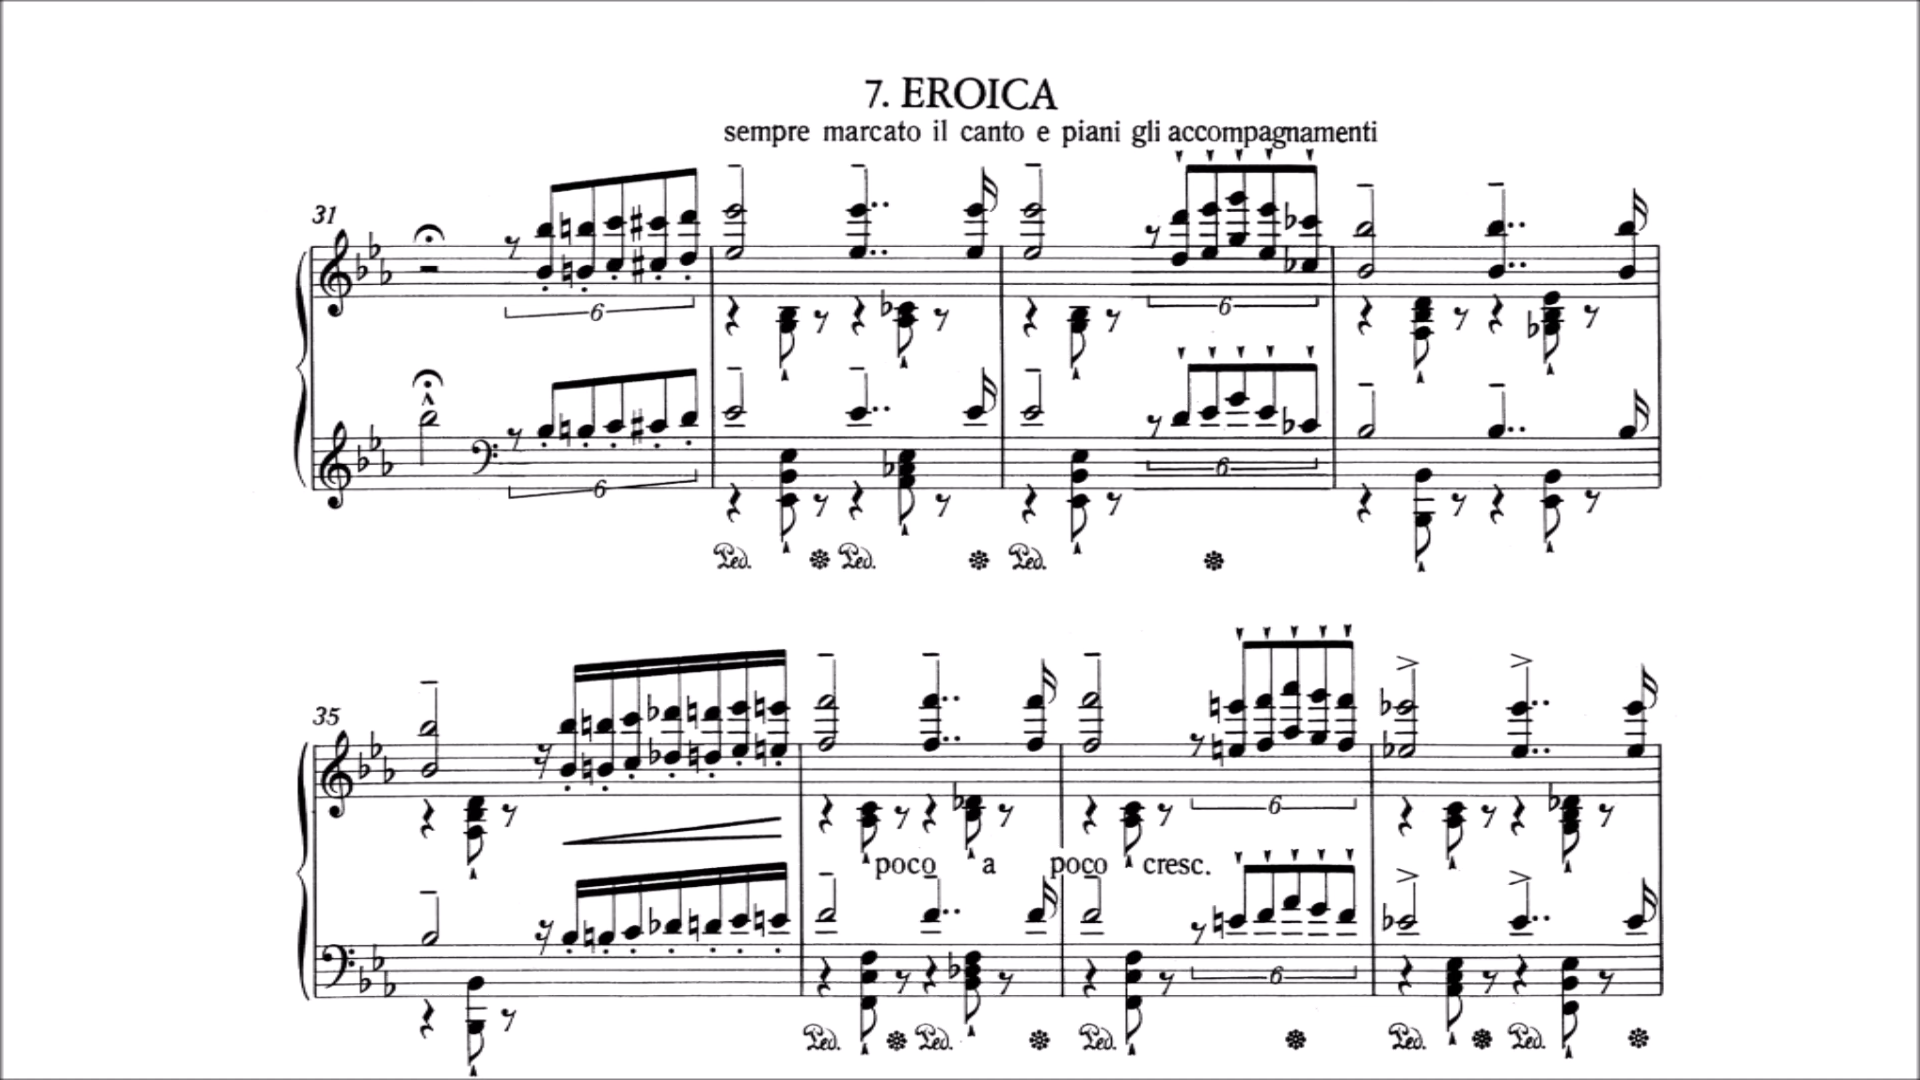 7. EROICA
sempre marcato il canto e piani gli accompagnamenti
31
6
6
6
6
Ped. Ped. Ped.
35
6
poco a poco cresc.
6
Ped. Ped. Ped. Ped. Ped.